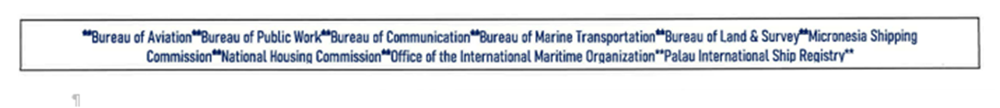 **Bureau of Aviation**Bureau of Public Work**Bureau of Communication**Bureau of Marine Transportation**Bureau of Land & Survey**Micronesia Shipping
Commission**National Housing Commission**Office of the International Maritime Organization**Palau International Ship Registry**
¶